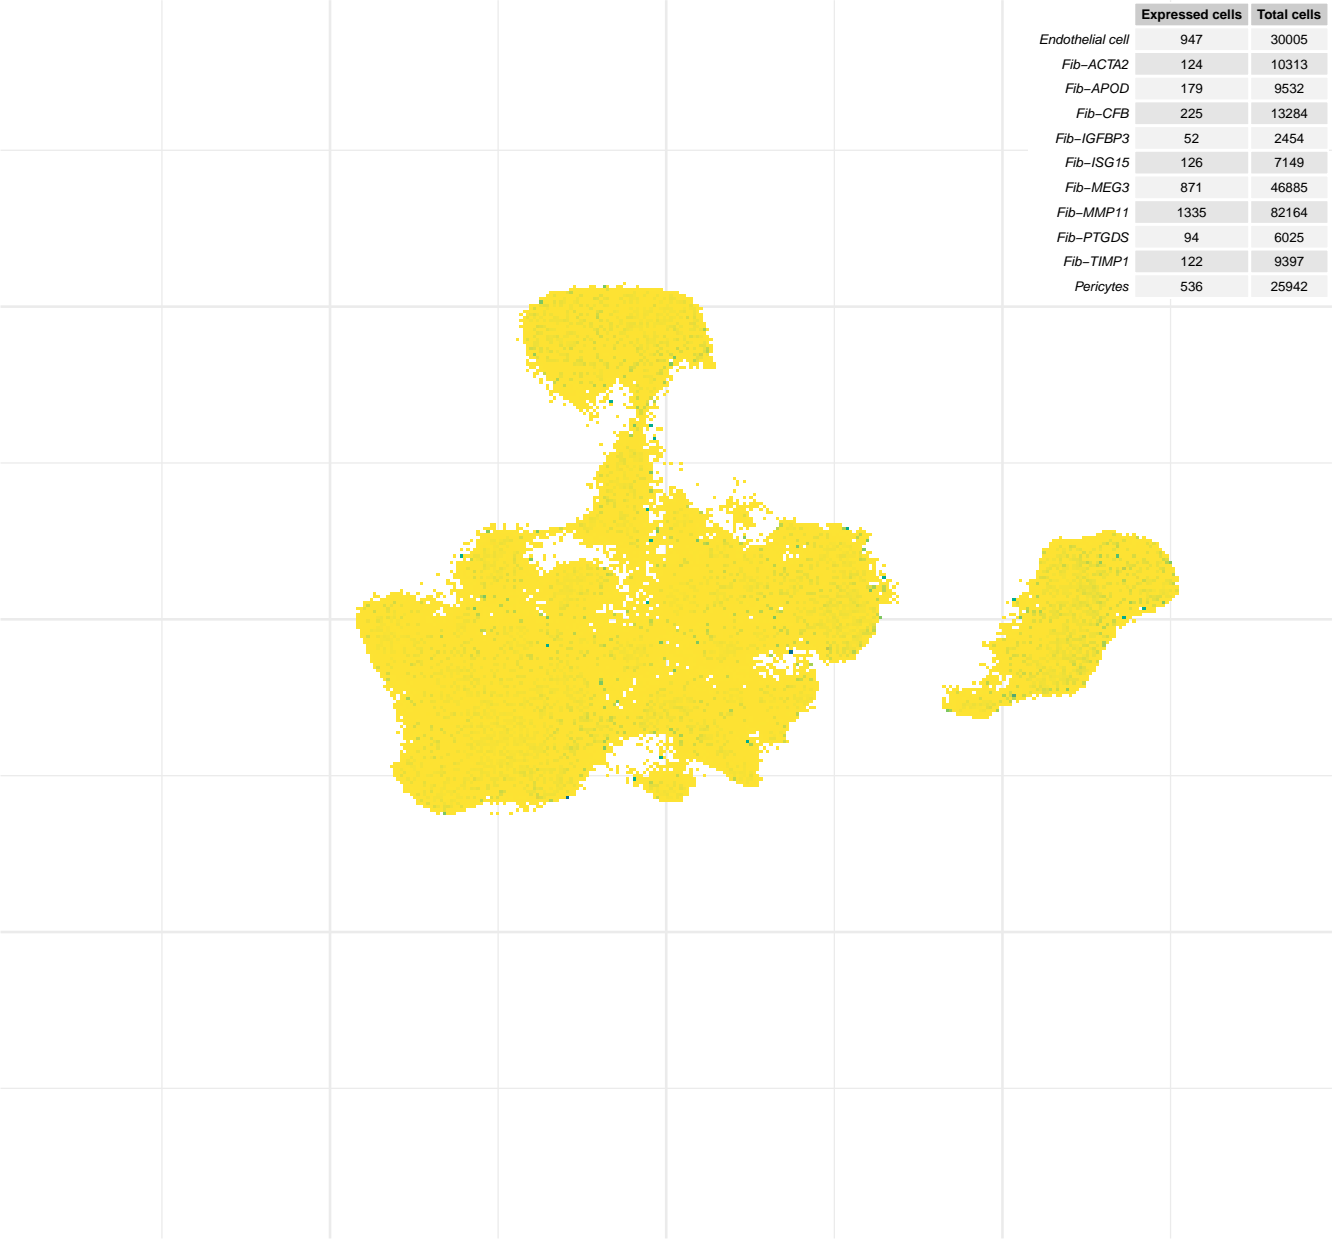 Expressed cells Total cells
Endothelial cell 947 30005
Fib−ACTA2 124 10313
Fib−APOD 179 9532
Fib−CFB 225 13284
Fib−IGFBP3 52 2454
Fib−ISG15 126 7149
Fib−MEG3 871 46885
Fib−MMP11 1335 82164
Fib−PTGDS 94 6025
Fib−TIMP1 122 9397
Pericytes 536 25942